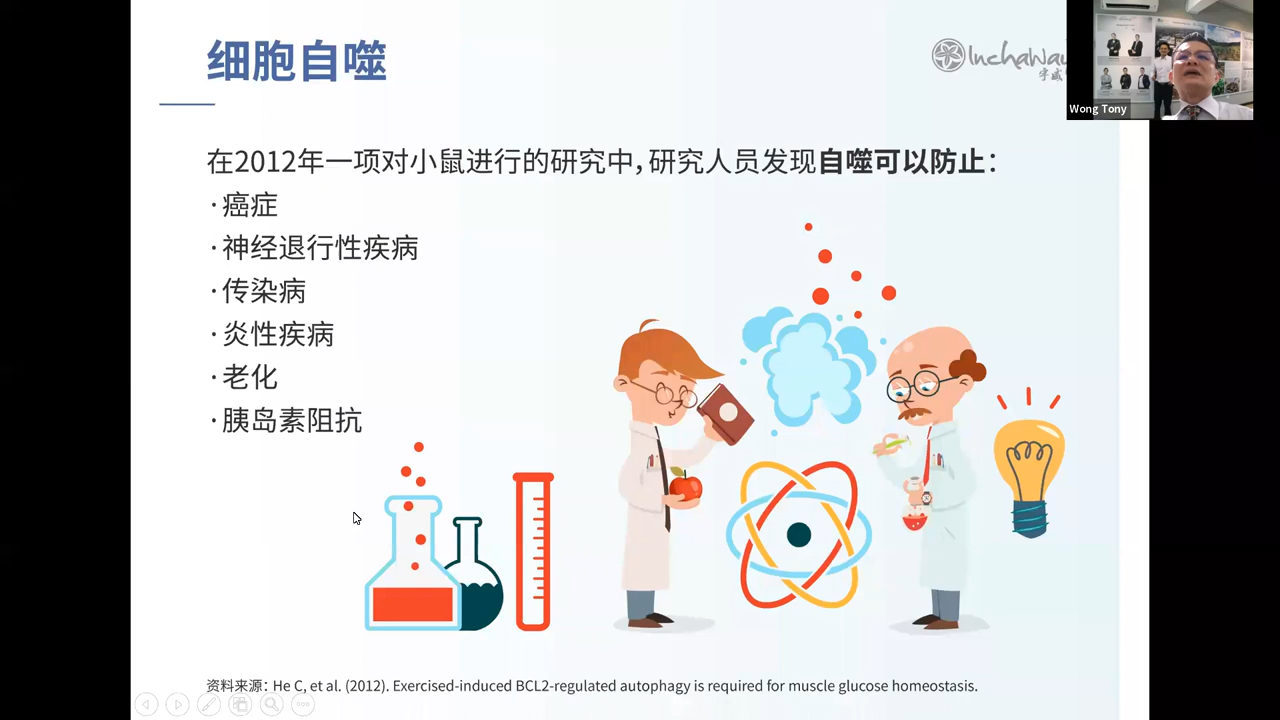 细胞自噬
InchaWay
宇威
Wong Tony
在2012年一项对小鼠进行的研究中,研究人员发现自噬可以防止:
·癌症
·神经退行性疾病
·传染病
·炎性疾病
·老化
·胰岛素阻抗
资料来源: He C, et al. (2012). Exercised-induced BCL2-regulated autophagy is required for muscle glucose homeostasis.